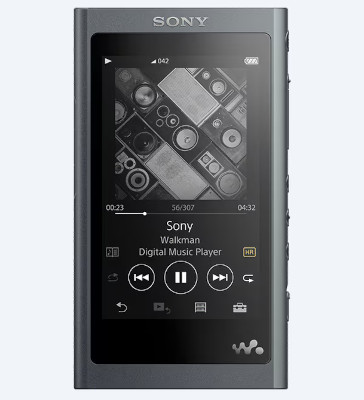 SONY
042
00:23 56/307 04:32
Sony
Walkman
Digital Music Player
HR